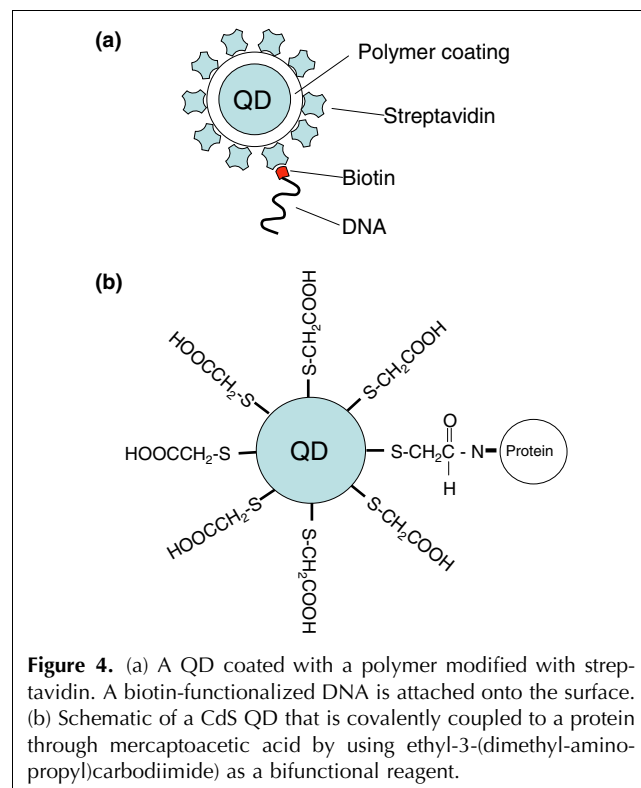 (a)
Polymer coating
QD
Streptavidin
Biotin
DNA
(b)
S-CH₂COOH
HOOCCH₂-S
S-CH₂COOH
O
HOOCCH₂-S
QD
S-CH₂C - N
Protein
H
HOOCCH₂-S
S-CH₂COOH
S-CH₂COOH
Figure 4. (a) A QD coated with a polymer modified with strep-
tavidin. A biotin-functionalized DNA is attached onto the surface.
(b) Schematic of a CdS QD that is covalently coupled to a protein
through mercaptoacetic acid by using ethyl-3-(dimethyl-amino-
propyl)carbodiimide) as a bifunctional reagent.